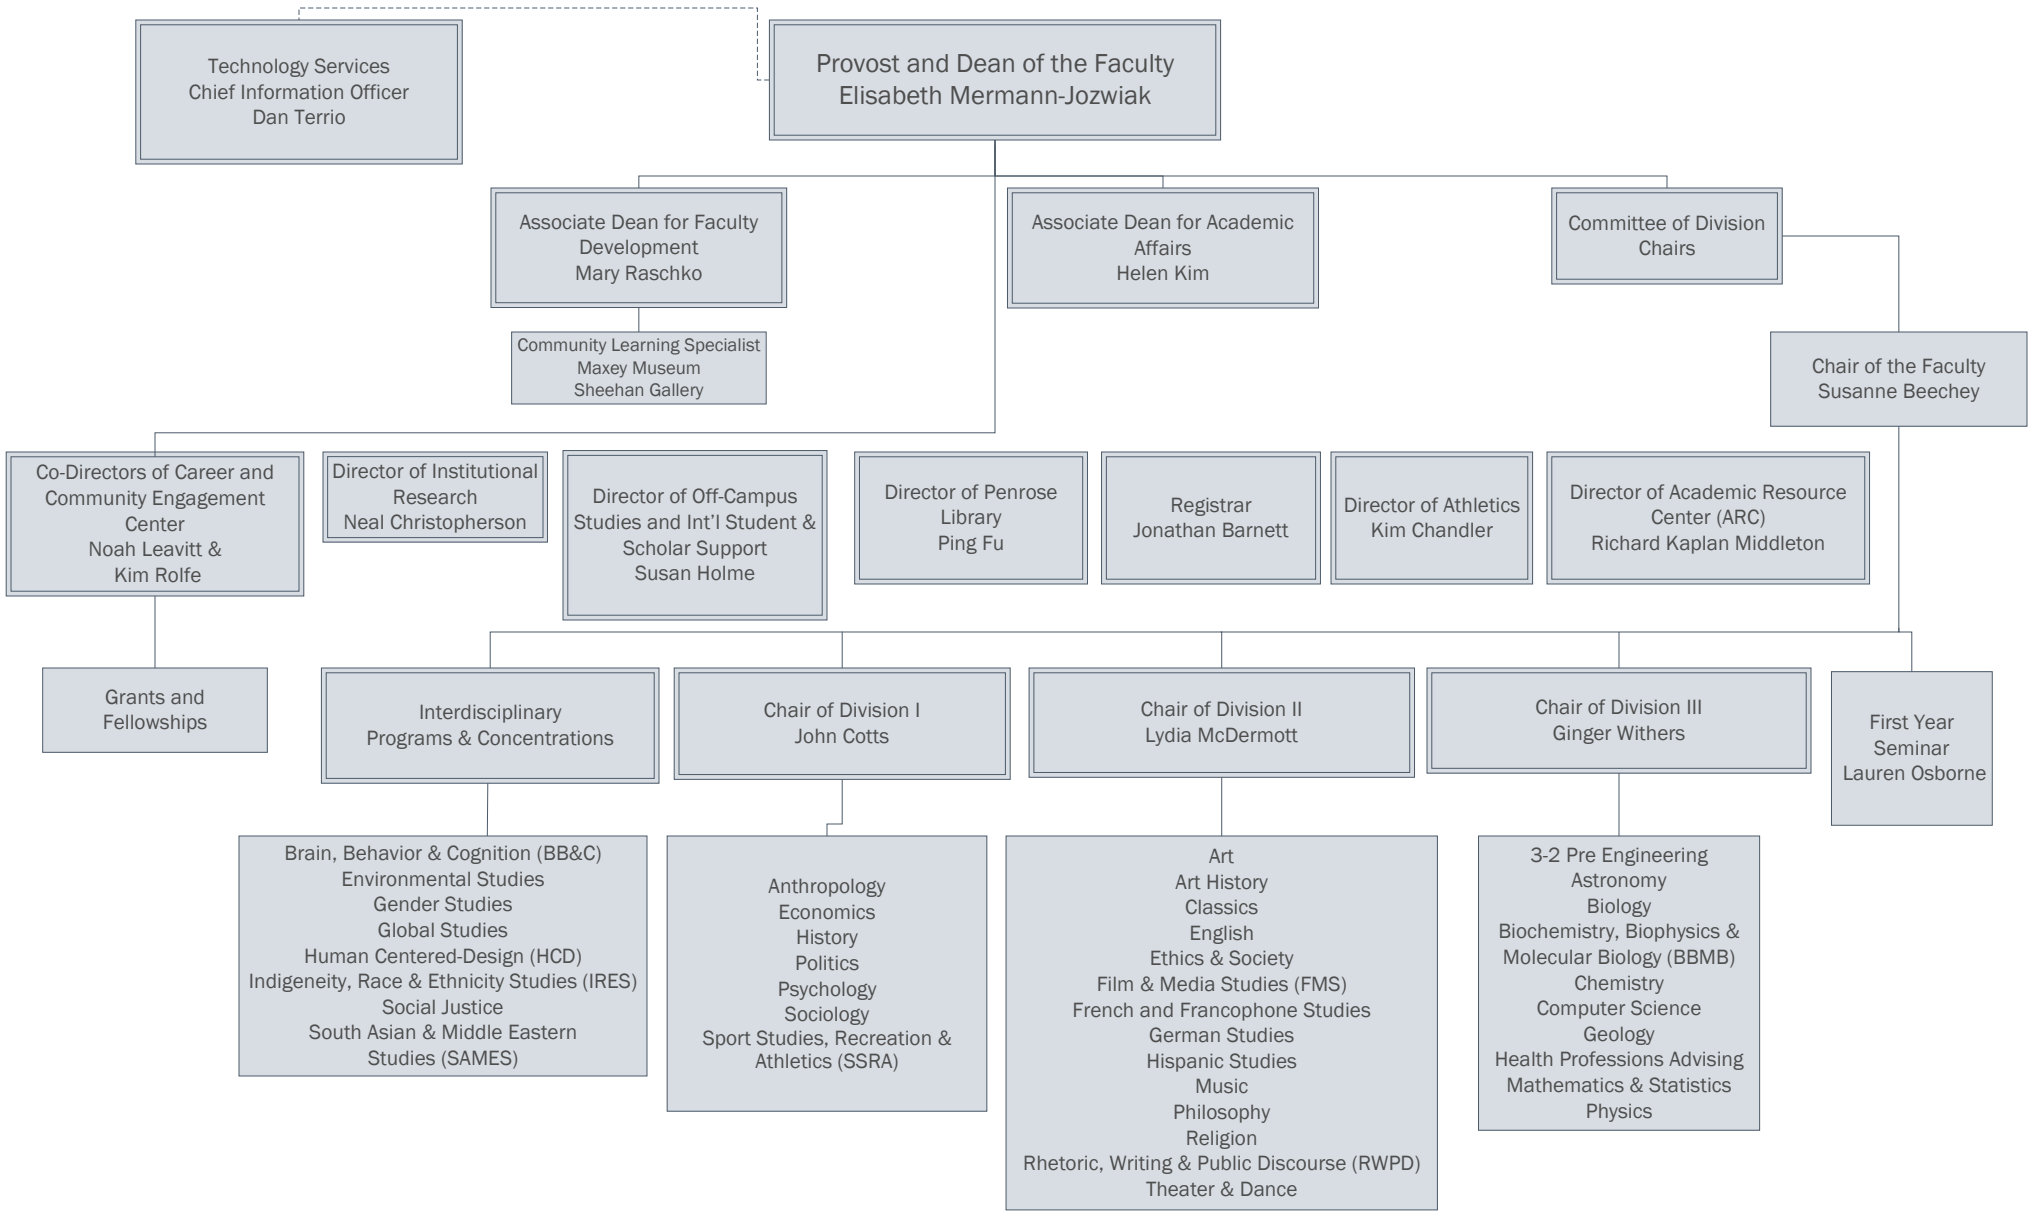 Technology Services
Chief Information Officer
Dan Terrio
Provost and Dean of the Faculty
Elisabeth Mermann-Jozwiak
Associate Dean for Faculty
Development
Mary Raschko
Associate Dean for Academic
Affairs
Helen Kim
Committee of Division
Chairs
Community Learning Specialist
Maxey Museum
Sheehan Gallery
Chair of the Faculty
Susanne Beechey
Co-Directors of Career and
Community Engagement
Center
Noah Leavitt &
Kim Rolfe
Director of Institutional
Research
Neal Christopherson
Director of Off-Campus
Studies and Int'l Student &
Scholar Support
Susan Holme
Director of Penrose
Library
Ping Fu
Registrar
Jonathan Barnett
Director of Athletics
Kim Chandler
Director of Academic Resource
Center (ARC)
Richard Kaplan Middleton
Grants and
Fellowships
Interdisciplinary
Programs & Concentrations
Chair of Division I
John Cotts
Chair of Division II
Lydia McDermott
Chair of Division III
Ginger Withers
First Year
Seminar
Lauren Osborne
Brain, Behavior & Cognition (BB&C)
Environmental Studies
Gender Studies
Global Studies
Human Centered-Design (HCD)
Indigeneity, Race & Ethnicity Studies (IRES)
Social Justice
South Asian & Middle Eastern
Studies (SAMES)
Anthropology
Economics
History
Politics
Psychology
Sociology
Sport Studies, Recreation &
Athletics (SSRA)
Art
Art History
Classics
English
Ethics & Society
Film & Media Studies (FMS)
French and Francophone Studies
German Studies
Hispanic Studies
Music
Philosophy
Religion
Rhetoric, Writing & Public Discourse (RWPD)
Theater & Dance
3-2 Pre Engineering
Astronomy
Biology
Biochemistry, Biophysics &
Molecular Biology (BBMB)
Chemistry
Computer Science
Geology
Health Professions Advising
Mathematics & Statistics
Physics